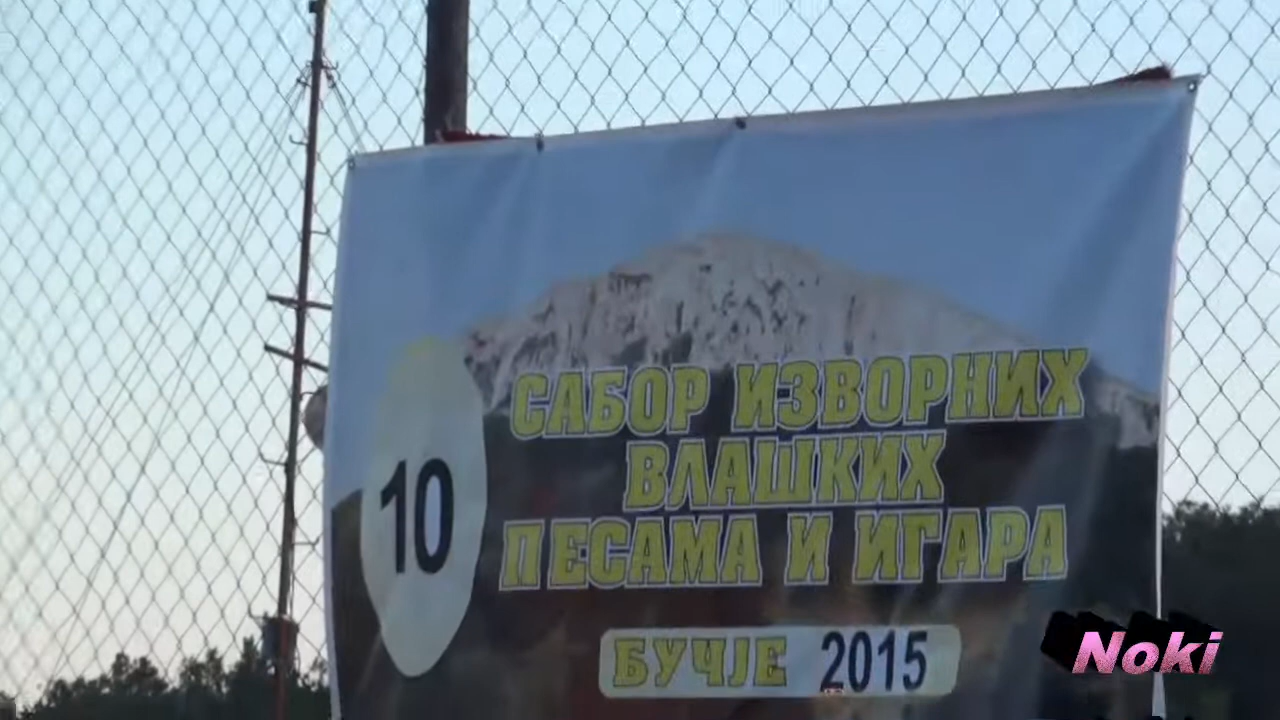 10
САБОР ИЗВОРНИХ
ВЛАШКИХ
ПЕСАМА И ИГАРА
БУЧЈЕ 2015
Noki